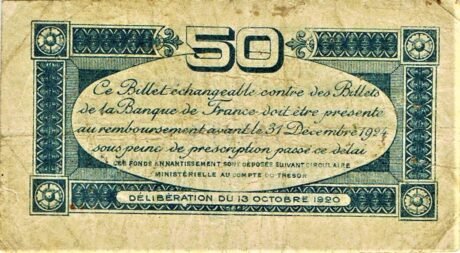 50
Ce Billet échangeable contre des Billets
de la Banque de France doit être présenté
au remboursement avant le 31 Décembre 1924
sous peine de prescription passé ce délai
CES FONDS ANNANTISSEMENT SONT DÉPOSÉS SUIVANT CIRCULAIRE
MINISTÉRIELLE AU COMPTE DU TRÉSOR
DÉLIBÉRATION DU 13 OCTOBRE 1920